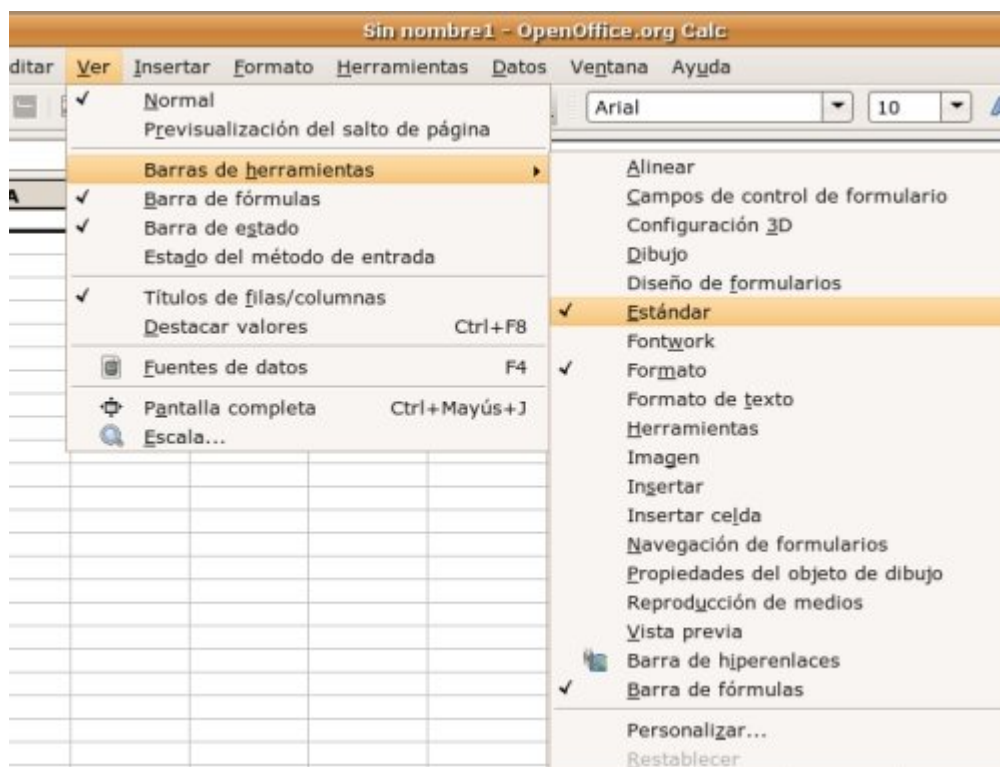 Sin nombre1 - OpenOffice.org Calc
ditar Ver Insertar Formato Herramientas Datos Ventana Ayuda
Arial 10
A
Normal
Previsualización del salto de página
Barras de herramientas
Barra de fórmulas
Barra de estado
Estado del método de entrada
Títulos de filas/columnas
Destacar valores Ctrl+F8
Fuentes de datos F4
Pantalla completa Ctrl+Mayús+J
Escala...
Alinear
Campos de control de formulario
Configuración 3D
Dibujo
Diseño de formularios
Estándar
Fontwork
Formato
Formato de texto
Herramientas
Imagen
Insertar
Insertar celda
Navegación de formularios
Propiedades del objeto de dibujo
Reproducción de medios
Vista previa
Barra de hiperenlaces
Barra de fórmulas
Personalizar...
Restablecer